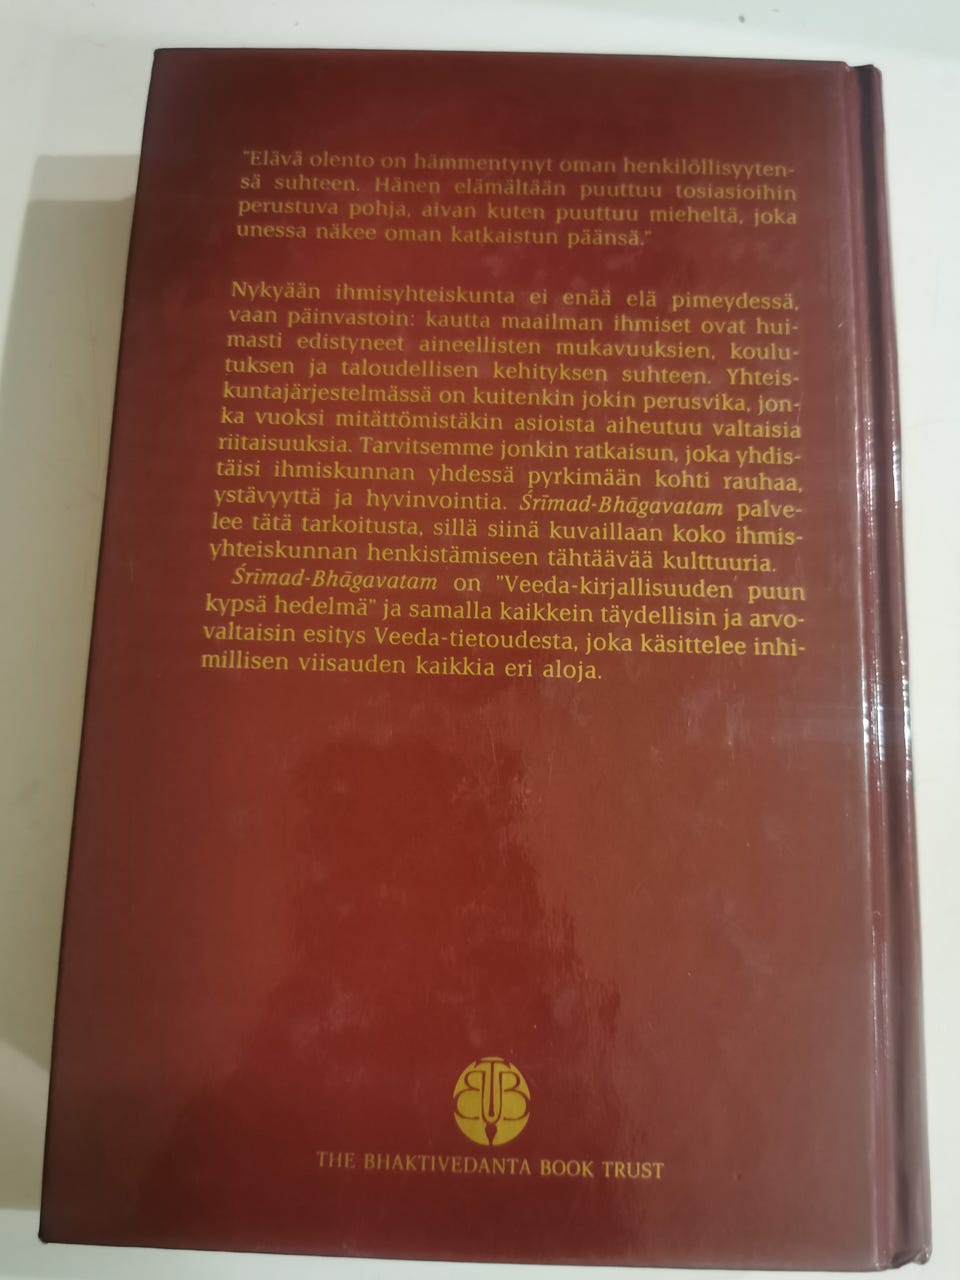 "Elävä olento on hämmentynyt oman henkilöllisyyten-
sä suhteen. Hänen elämältään puuttuu tosiasioihin
perustuva pohja, aivan kuten puuttuu mieheltä, joka
unessa näkee oman katkaistun päänsä."
Nykyään ihmisyhteiskunta ei enää elä pimeydessä,
vaan päinvastoin: kautta maailman ihmiset ovat hui-
masti edistyneet aineellisten mukavuuksien, koulu-
tuksen ja taloudellisen kehityksen suhteen. Yhteis-
kuntajärjestelmässä on kuitenkin jokin perusvika, jon-
ka vuoksi mitättömistäkin asioista aiheutuu valtaisia
riitaisuuksia. Tarvitsemme jonkin ratkaisun, joka yhdis-
täisi ihmiskunnan yhdessä pyrkimään kohti rauhaa,
ystävyyttä ja hyvinvointia. Śrīmad-Bhāgavatam palve-
lee tätä tarkoitusta, sillä siinä kuvaillaan koko ihmis-
yhteiskunnan henkistämiseen tähtäävää kulttuuria.
Śrīmad-Bhāgavatam on "Veeda-kirjallisuuden puun
kypsä hedelmä" ja samalla kaikkein täydellisin ja arvo-
valtaisin esitys Veeda-tietoudesta, joka käsittelee inhi-
millisen viisauden kaikkia eri aloja.
BTB
THE BHAKTIVEDANTA BOOK TRUST